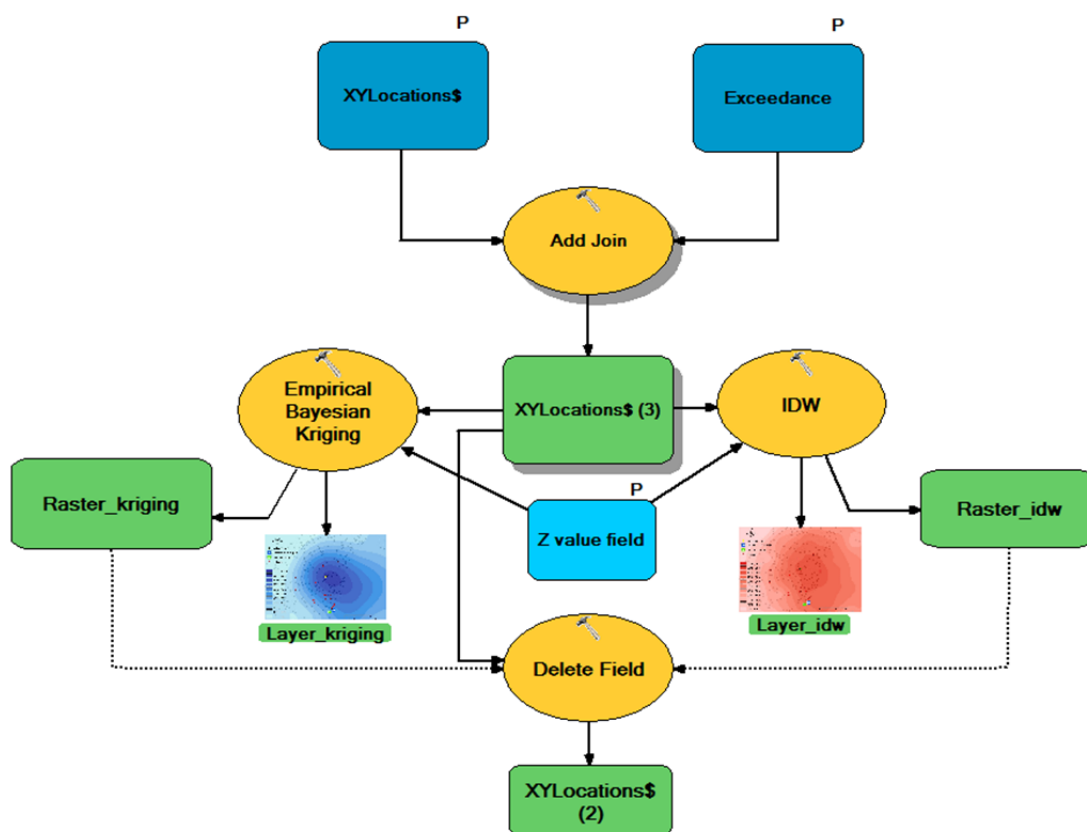 P
P
XYLocations$
Exceedance
Add Join
Empirical
Bayesian
Kriging
XYLocations$ (3)
IDW
Raster_kriging
P
Z value field
Raster_idw
Layer_kriging
Layer_idw
Delete Field
XYLocations$
(2)